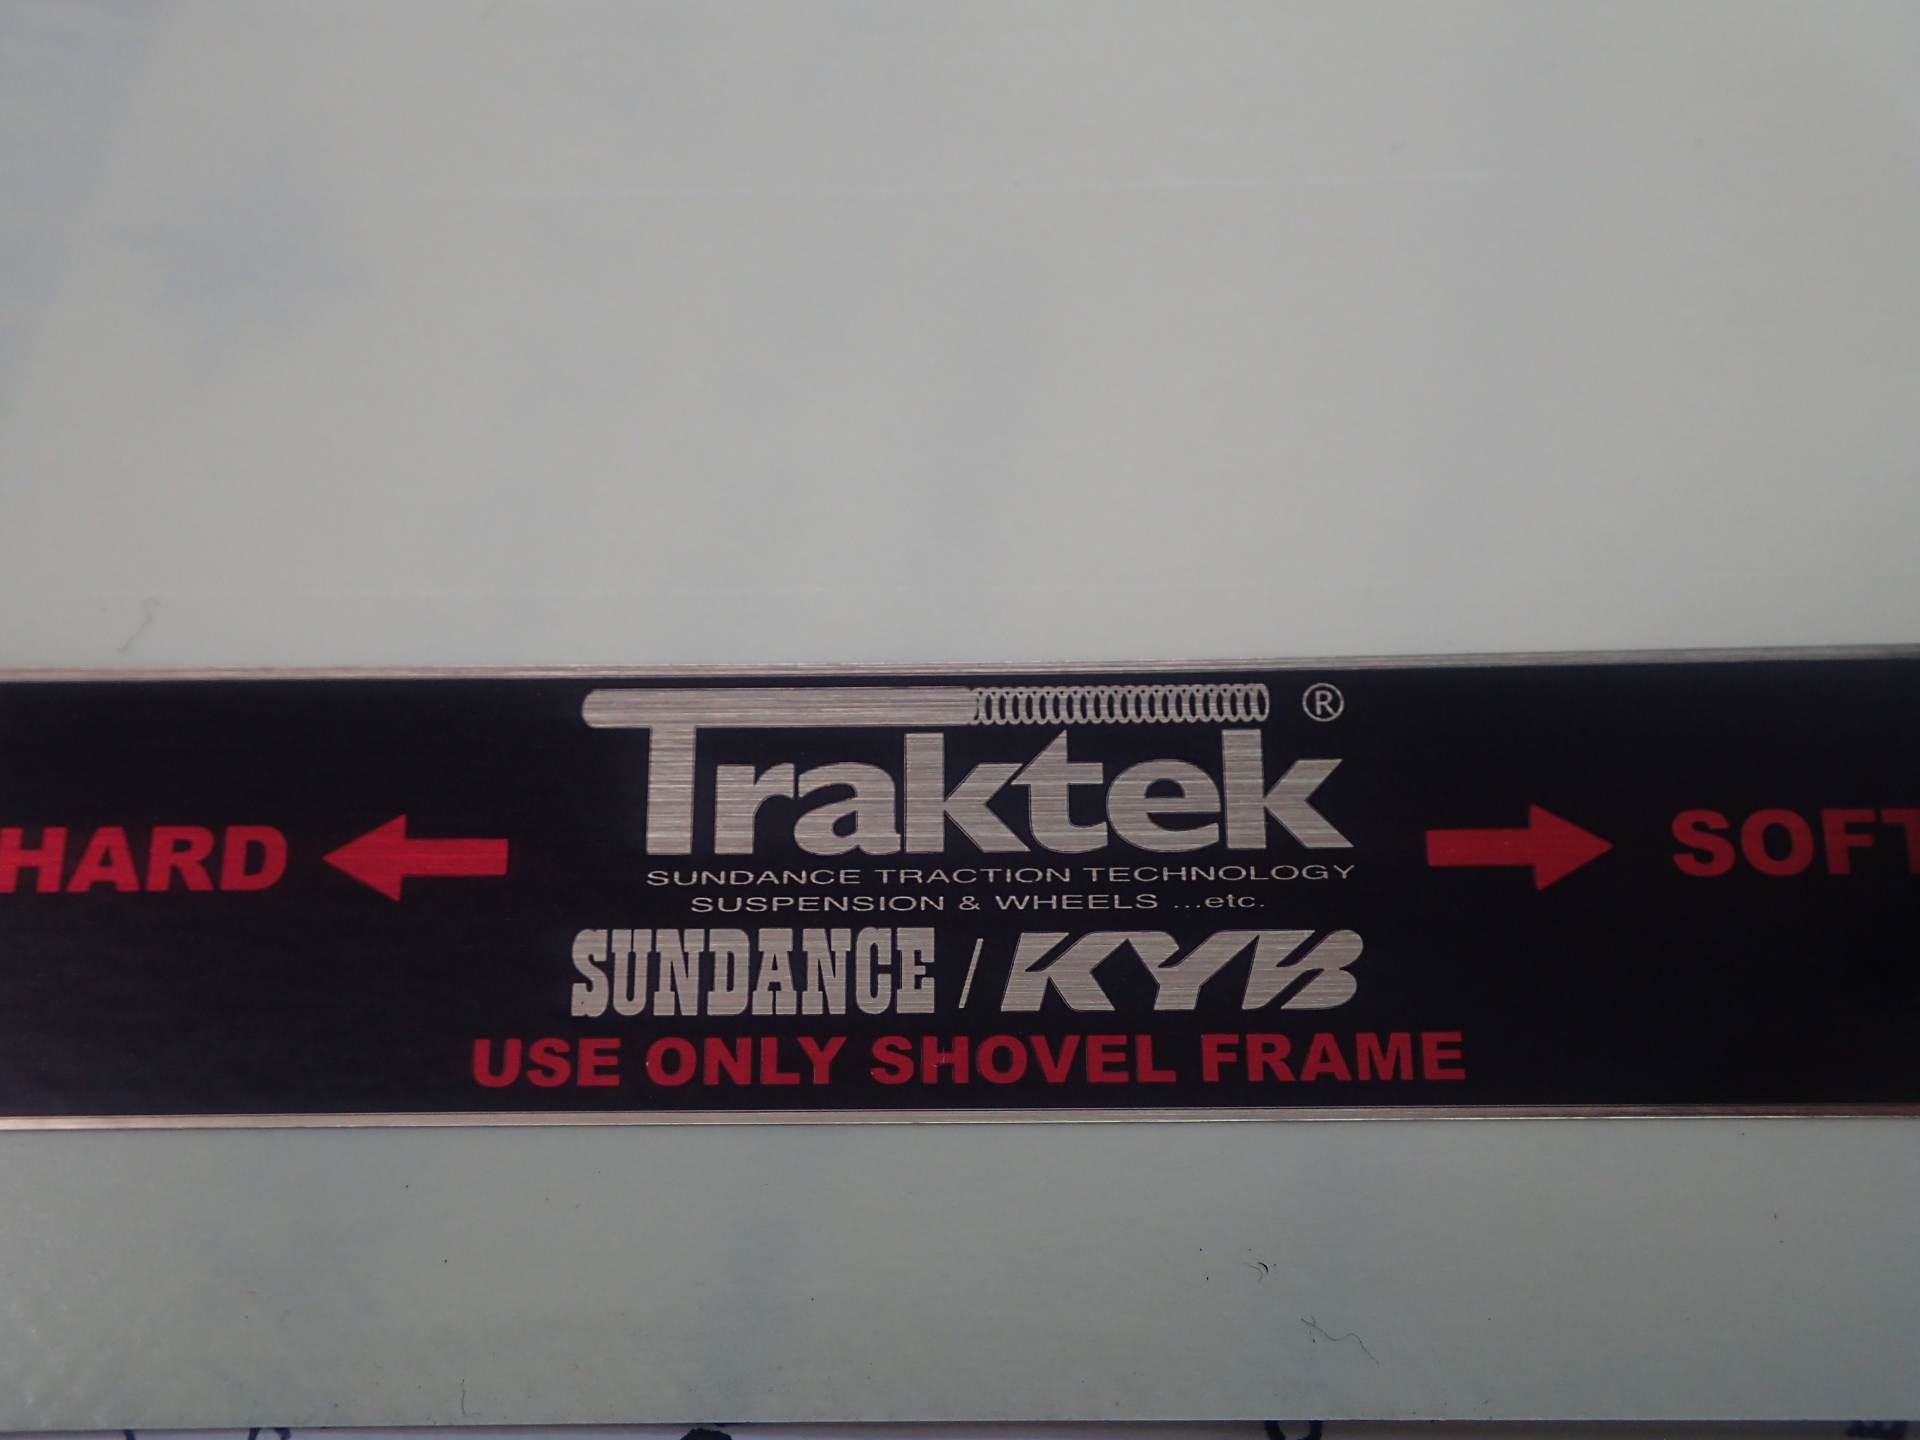 Traktek ®
SUNDANCE TRACTION TECHNOLOGY
HARD
SOFT
SUSPENSION & WHEELS ...etc.
SUNDANCE / KYB
USE ONLY SHOVEL FRAME